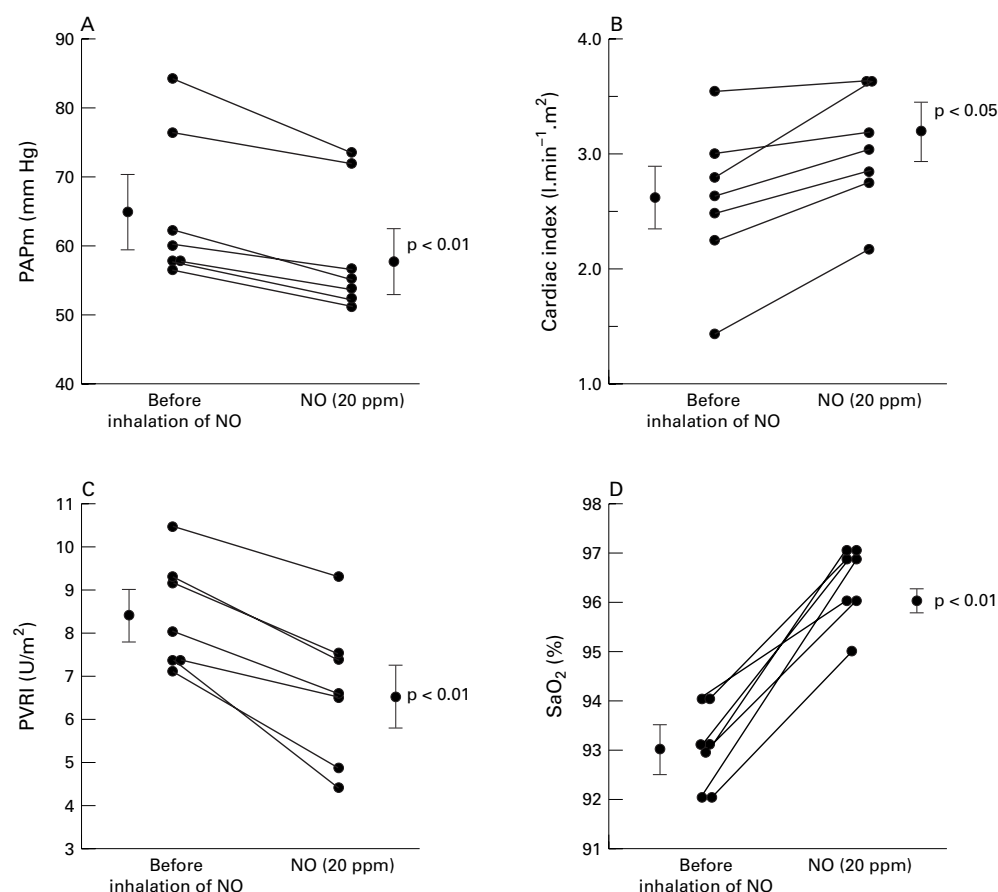 A
90
80
70
60
50
40
PAPm (mm Hg)
p < 0.01
Before
inhalation of NO
NO (20 ppm)
B
4.0
3.0
2.0
1.0
Cardiac index (l.min⁻¹.m²)
p < 0.05
Before
inhalation of NO
NO (20 ppm)
C
11
10
9
8
7
6
5
4
3
PVRI (U/m²)
p < 0.01
Before
inhalation of NO
NO (20 ppm)
D
98
97
96
95
94
93
92
91
SaO₂ (%)
p < 0.01
Before
inhalation of NO
NO (20 ppm)